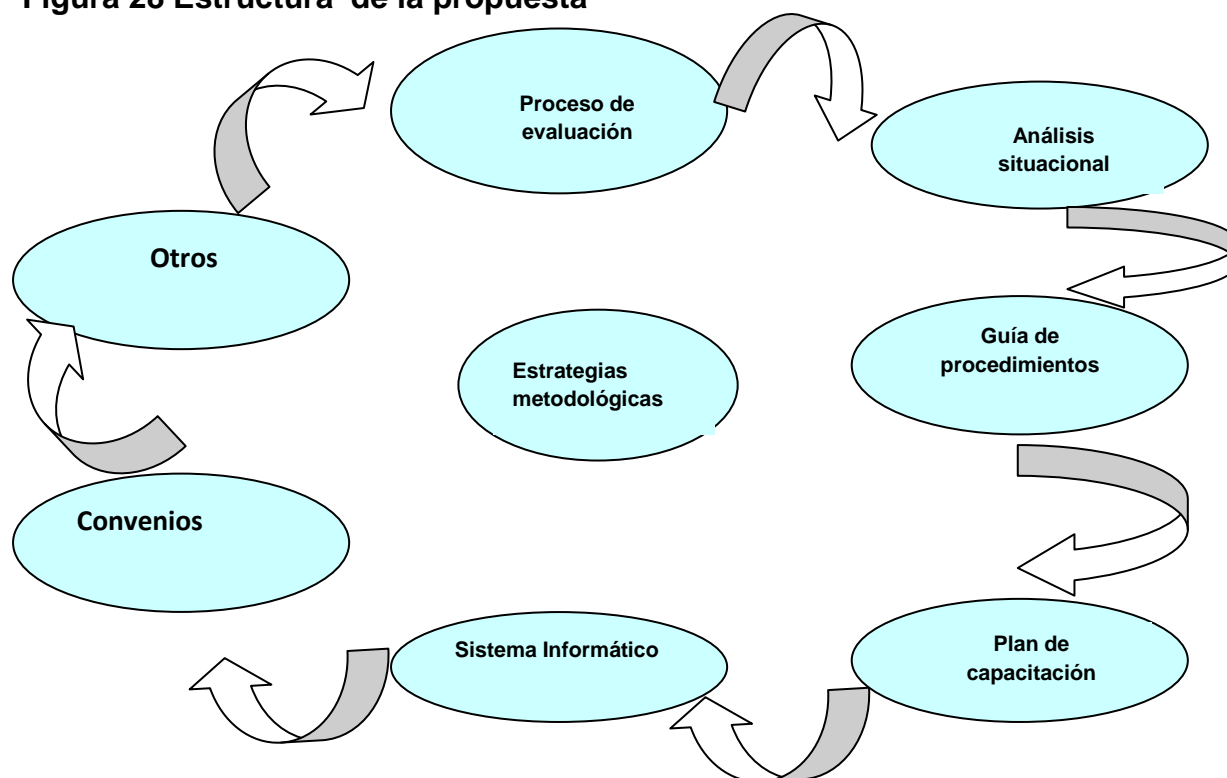 Figura 28 Estructura de la propuesta
Proceso de
evaluación
Análisis
situacional
Otros
Guía de
procedimientos
Estrategias
metodológicas
Convenios
Sistema Informático
Plan de
capacitación